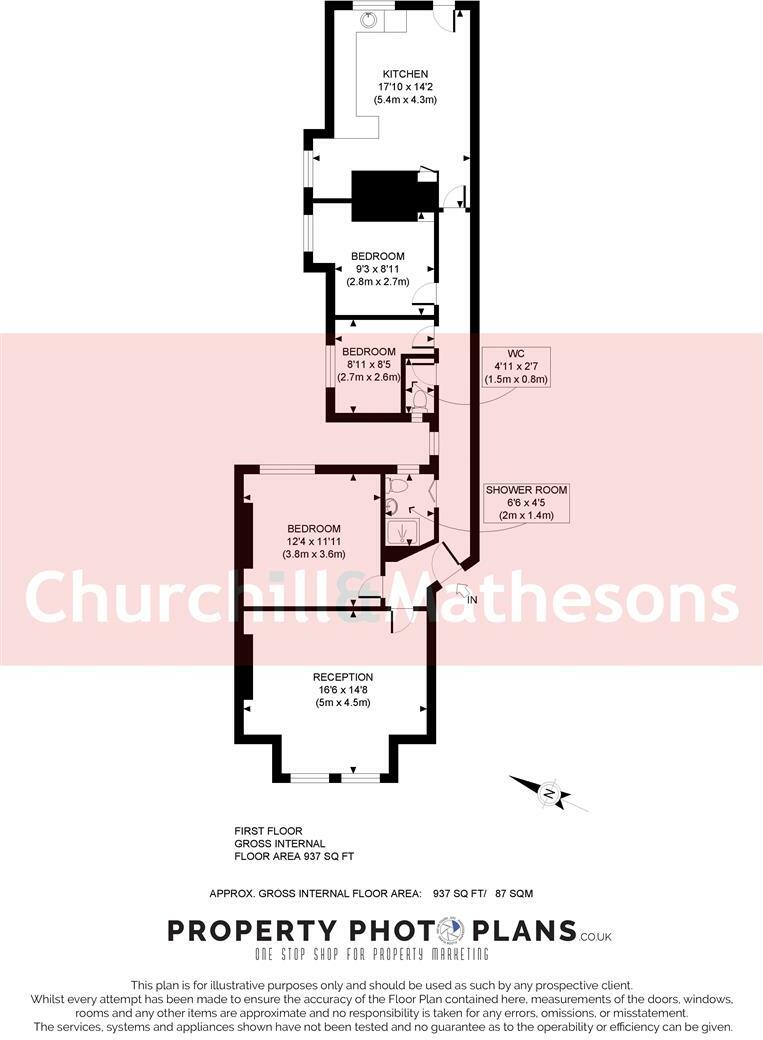 KITCHEN
17'10 x 14'2
(5.4m x 4.3m)
BEDROOM
9'3 x 8'11
(2.8m x 2.7m)
BEDROOM
8'11 x 8'5
(2.7m x 2.6m)
WC
4'11 x 2'7
(1.5m x 0.8m)
SHOWER ROOM
6'6 x 4'5
(2m x 1.4m)
BEDROOM
12'4 x 11'11
(3.8m x 3.6m)
Churchill&Mathesons
IN
RECEPTION
16'6 x 14'8
(5m x 4.5m)
N
FIRST FLOOR
GROSS INTERNAL
FLOOR AREA 937 SQ FT
APPROX. GROSS INTERNAL FLOOR AREA: 937 SQ FT/ 87 SQM
PROPERTY PHOTO PLANS.CO.UK
ONE STOP SHOP FOR PROPERTY MARKETING
This plan is for illustrative purposes only and should be used as such by any prospective client.
Whilst every attempt has been made to ensure the accuracy of the Floor Plan contained here, measurements of the doors, windows,
rooms and any other items are approximate and no responsibility is taken for any errors, omissions, or misstatement.
The services, systems and appliances shown have not been tested and no guarantee as to the operability or efficiency can be given.